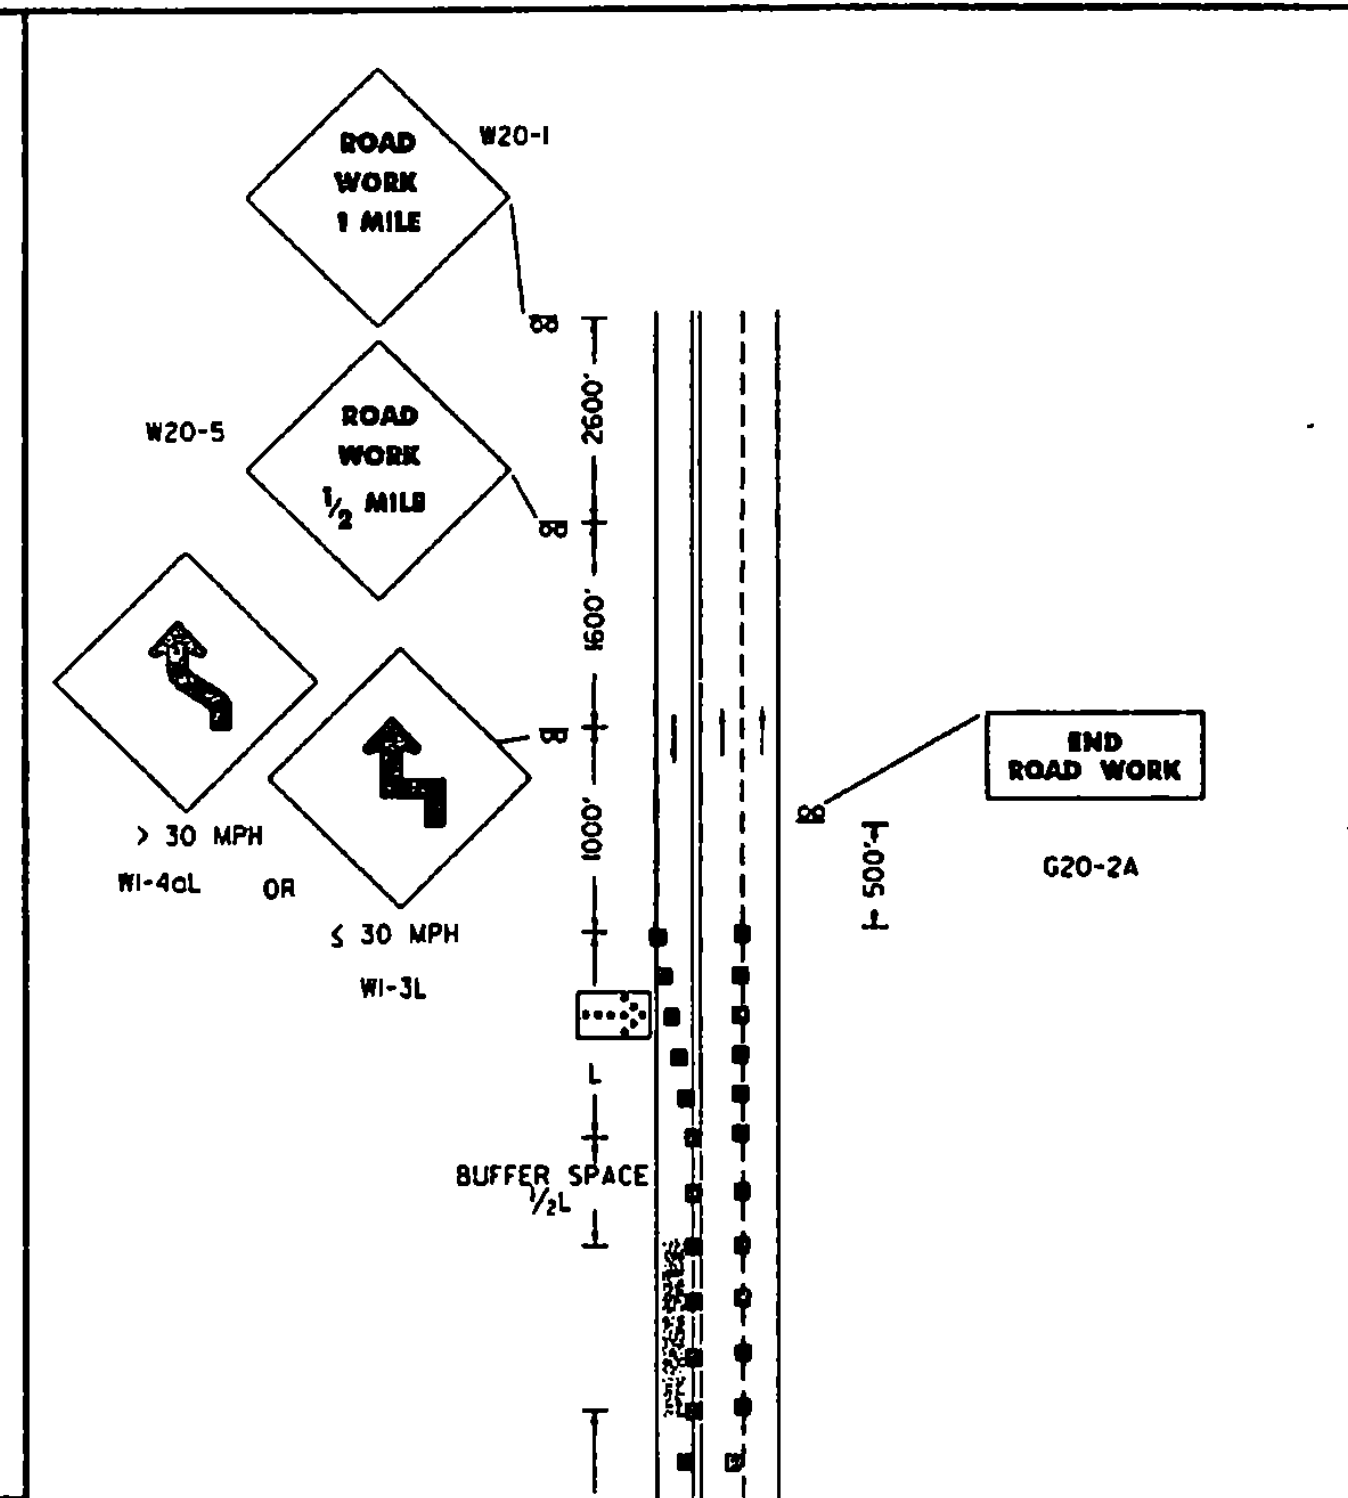 ROAD
WORK
1 MILE
W20-1
2600'
W20-5
ROAD
WORK
1/2 MILE
1600'
> 30 MPH
W1-4aL
OR
≤ 30 MPH
W1-3L
1000'
END
ROAD WORK
500'
G20-2A
L
BUFFER SPACE
1/2L